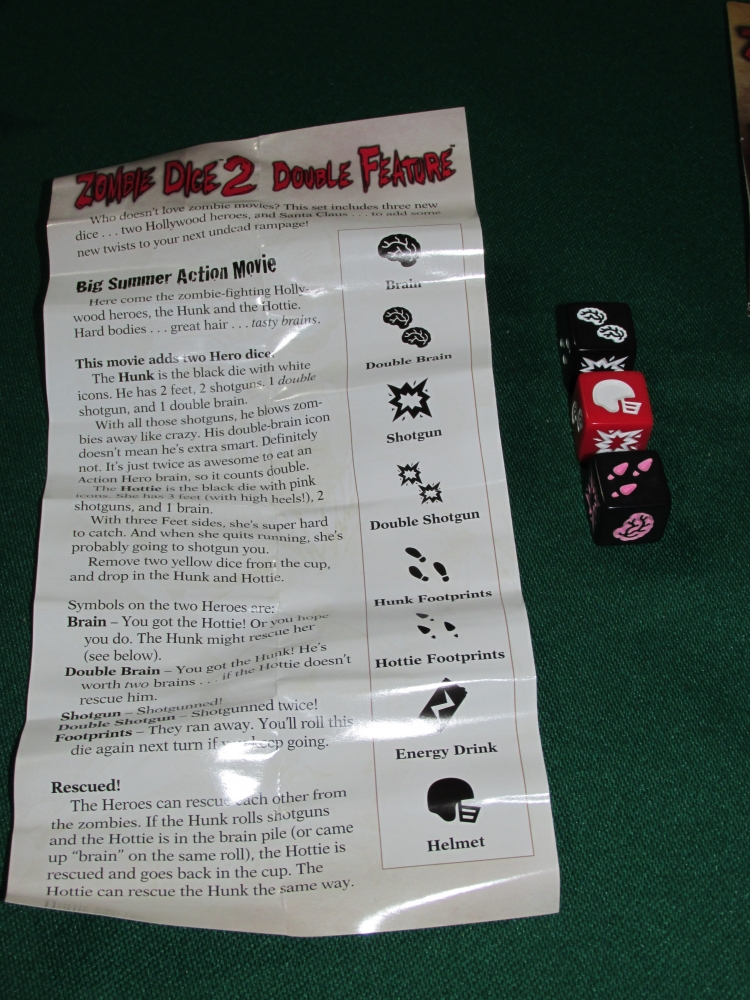 ZOMBIE DICE™ 2 DOUBLE FEATURE™
Who doesn't love zombie movies? This set includes three new
dice . . . two Hollywood heroes, and Santa Claus . . . to add some
new twists to your next undead rampage!
Big Summer Action Movie
Here come the zombie-fighting Holly-
wood heroes, the Hunk and the Hottie.
Hard bodies . . . great hair . . . tasty brains.
This movie adds two Hero dice.
The Hunk is the black die with white
icons. He has 2 feet, 2 shotguns, 1 double
shotgun, and 1 double brain.
With all those shotguns, he blows zom-
bies away like crazy. His double-brain icon
doesn't mean he's extra smart. Definitely
not. It's just twice as awesome to eat an
Action Hero brain, so it counts double.
The Hottie is the black die with pink
icons. She has 3 feet (with high heels!), 2
shotguns, and 1 brain.
With three Feet sides, she's super hard
to catch. And when she quits running, she's
probably going to shotgun you.
Remove two yellow dice from the cup,
and drop in the Hunk and Hottie.
Symbols on the two Heroes are:
Brain – You got the Hottie! Or you hope
you do. The Hunk might rescue her
(see below).
Double Brain – You got the Hunk! He's
worth two brains . . . if the Hottie doesn't
rescue him.
Shotgun – Shotgunned!
Double Shotgun – Shotgunned twice!
Footprints – They ran away. You'll roll this
die again next turn if you keep going.
Rescued!
The Heroes can rescue each other from
the zombies. If the Hunk rolls shotguns
and the Hottie is in the brain pile (or came
up "brain" on the same roll), the Hottie is
rescued and goes back in the cup. The
Hottie can rescue the Hunk the same way.
Brain
Double Brain
Shotgun
Double Shotgun
Hunk Footprints
Hottie Footprints
Energy Drink
Helmet